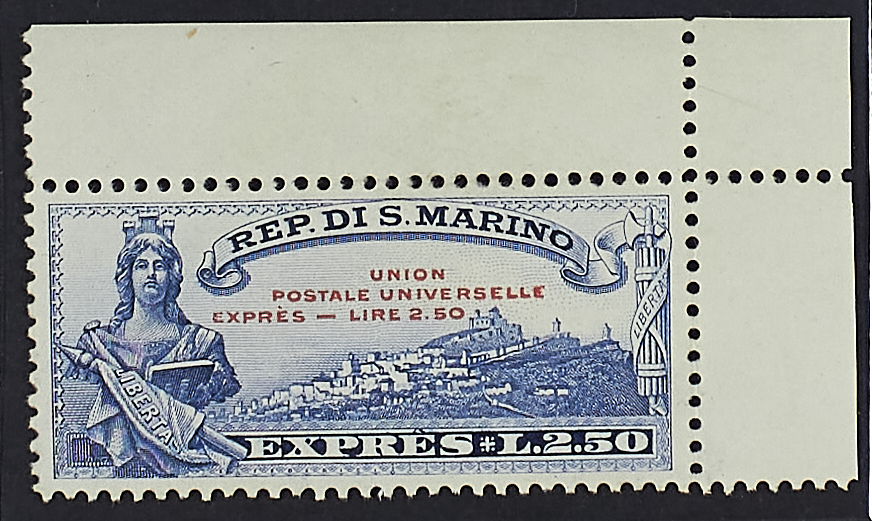 REP. DI S. MARINO
UNION
POSTALE UNIVERSELLE
EXPRÈS — LIRE 2.50
LIBERTAS
LIBERTAS
EXPRÈS ⁜ L.2.50